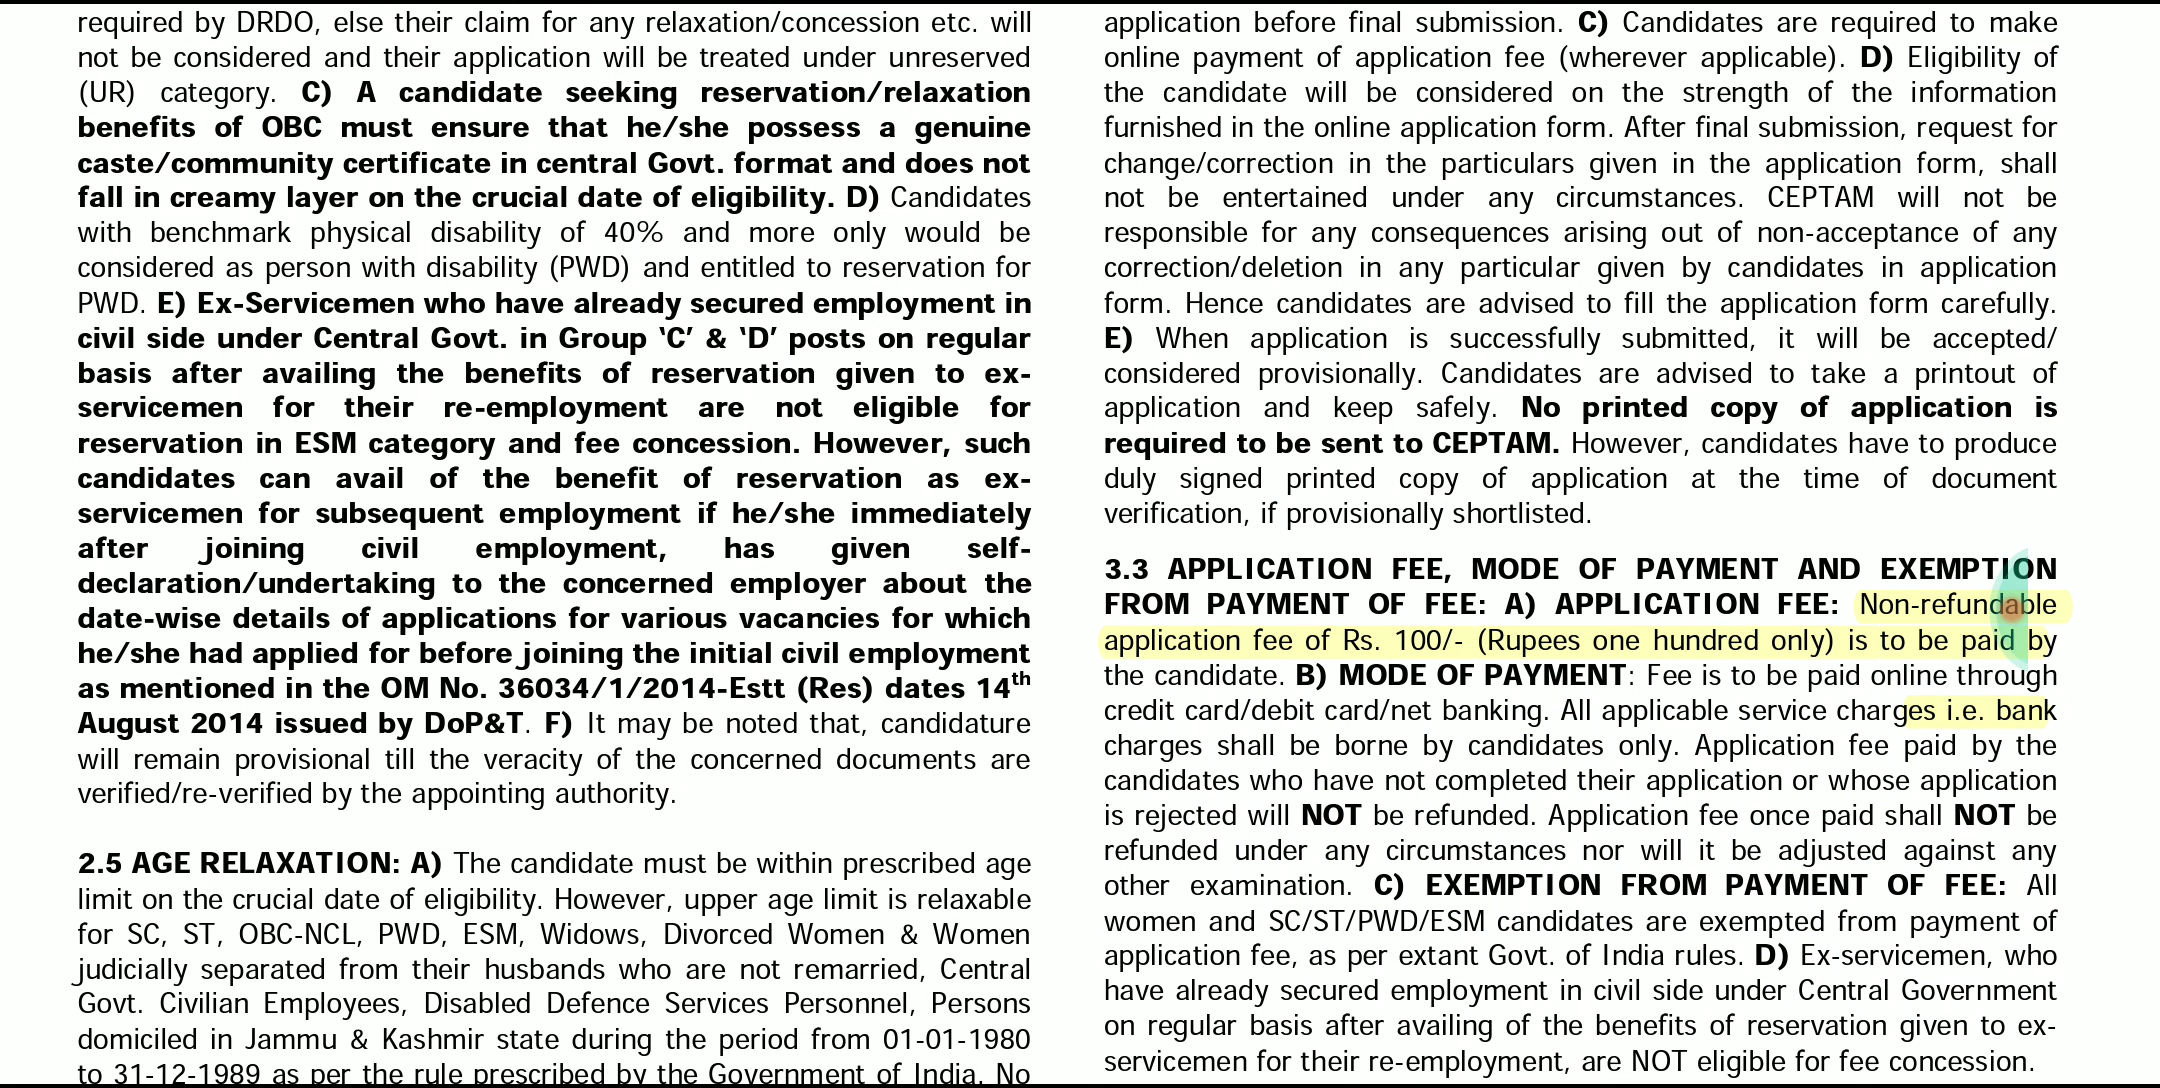 required by DRDO, else their claim for any relaxation/concession etc. will
not be considered and their application will be treated under unreserved
(UR) category. C) A candidate seeking reservation/relaxation
benefits of OBC must ensure that he/she possess a genuine
caste/community certificate in central Govt. format and does not
fall in creamy layer on the crucial date of eligibility. D) Candidates
with benchmark physical disability of 40% and more only would be
considered as person with disability (PWD) and entitled to reservation for
PWD. E) Ex-Servicemen who have already secured employment in
civil side under Central Govt. in Group ‘C’ & ‘D’ posts on regular
basis after availing the benefits of reservation given to ex-
servicemen for their re-employment are not eligible for
reservation in ESM category and fee concession. However, such
candidates can avail of the benefit of reservation as ex-
servicemen for subsequent employment if he/she immediately
after joining civil employment, has given self-
declaration/undertaking to the concerned employer about the
date-wise details of applications for various vacancies for which
he/she had applied for before joining the initial civil employment
as mentioned in the OM No. 36034/1/2014-Estt (Res) dates 14th
August 2014 issued by DoP&T. F) It may be noted that, candidature
will remain provisional till the veracity of the concerned documents are
verified/re-verified by the appointing authority.
2.5 AGE RELAXATION: A) The candidate must be within prescribed age
limit on the crucial date of eligibility. However, upper age limit is relaxable
for SC, ST, OBC-NCL, PWD, ESM, Widows, Divorced Women & Women
judicially separated from their husbands who are not remarried, Central
Govt. Civilian Employees, Disabled Defence Services Personnel, Persons
domiciled in Jammu & Kashmir state during the period from 01-01-1980
to 31-12-1989 as per the rule prescribed by the Government of India. No
application before final submission. C) Candidates are required to make
online payment of application fee (wherever applicable). D) Eligibility of
the candidate will be considered on the strength of the information
furnished in the online application form. After final submission, request for
change/correction in the particulars given in the application form, shall
not be entertained under any circumstances. CEPTAM will not be
responsible for any consequences arising out of non-acceptance of any
correction/deletion in any particular given by candidates in application
form. Hence candidates are advised to fill the application form carefully.
E) When application is successfully submitted, it will be accepted/
considered provisionally. Candidates are advised to take a printout of
application and keep safely. No printed copy of application is
required to be sent to CEPTAM. However, candidates have to produce
duly signed printed copy of application at the time of document
verification, if provisionally shortlisted.
3.3 APPLICATION FEE, MODE OF PAYMENT AND EXEMPTION
FROM PAYMENT OF FEE: A) APPLICATION FEE: Non-refundable
application fee of Rs. 100/- (Rupees one hundred only) is to be paid by
the candidate. B) MODE OF PAYMENT: Fee is to be paid online through
credit card/debit card/net banking. All applicable service charges i.e. bank
charges shall be borne by candidates only. Application fee paid by the
candidates who have not completed their application or whose application
is rejected will NOT be refunded. Application fee once paid shall NOT be
refunded under any circumstances nor will it be adjusted against any
other examination. C) EXEMPTION FROM PAYMENT OF FEE: All
women and SC/ST/PWD/ESM candidates are exempted from payment of
application fee, as per extant Govt. of India rules. D) Ex-servicemen, who
have already secured employment in civil side under Central Government
on regular basis after availing of the benefits of reservation given to ex-
servicemen for their re-employment, are NOT eligible for fee concession.